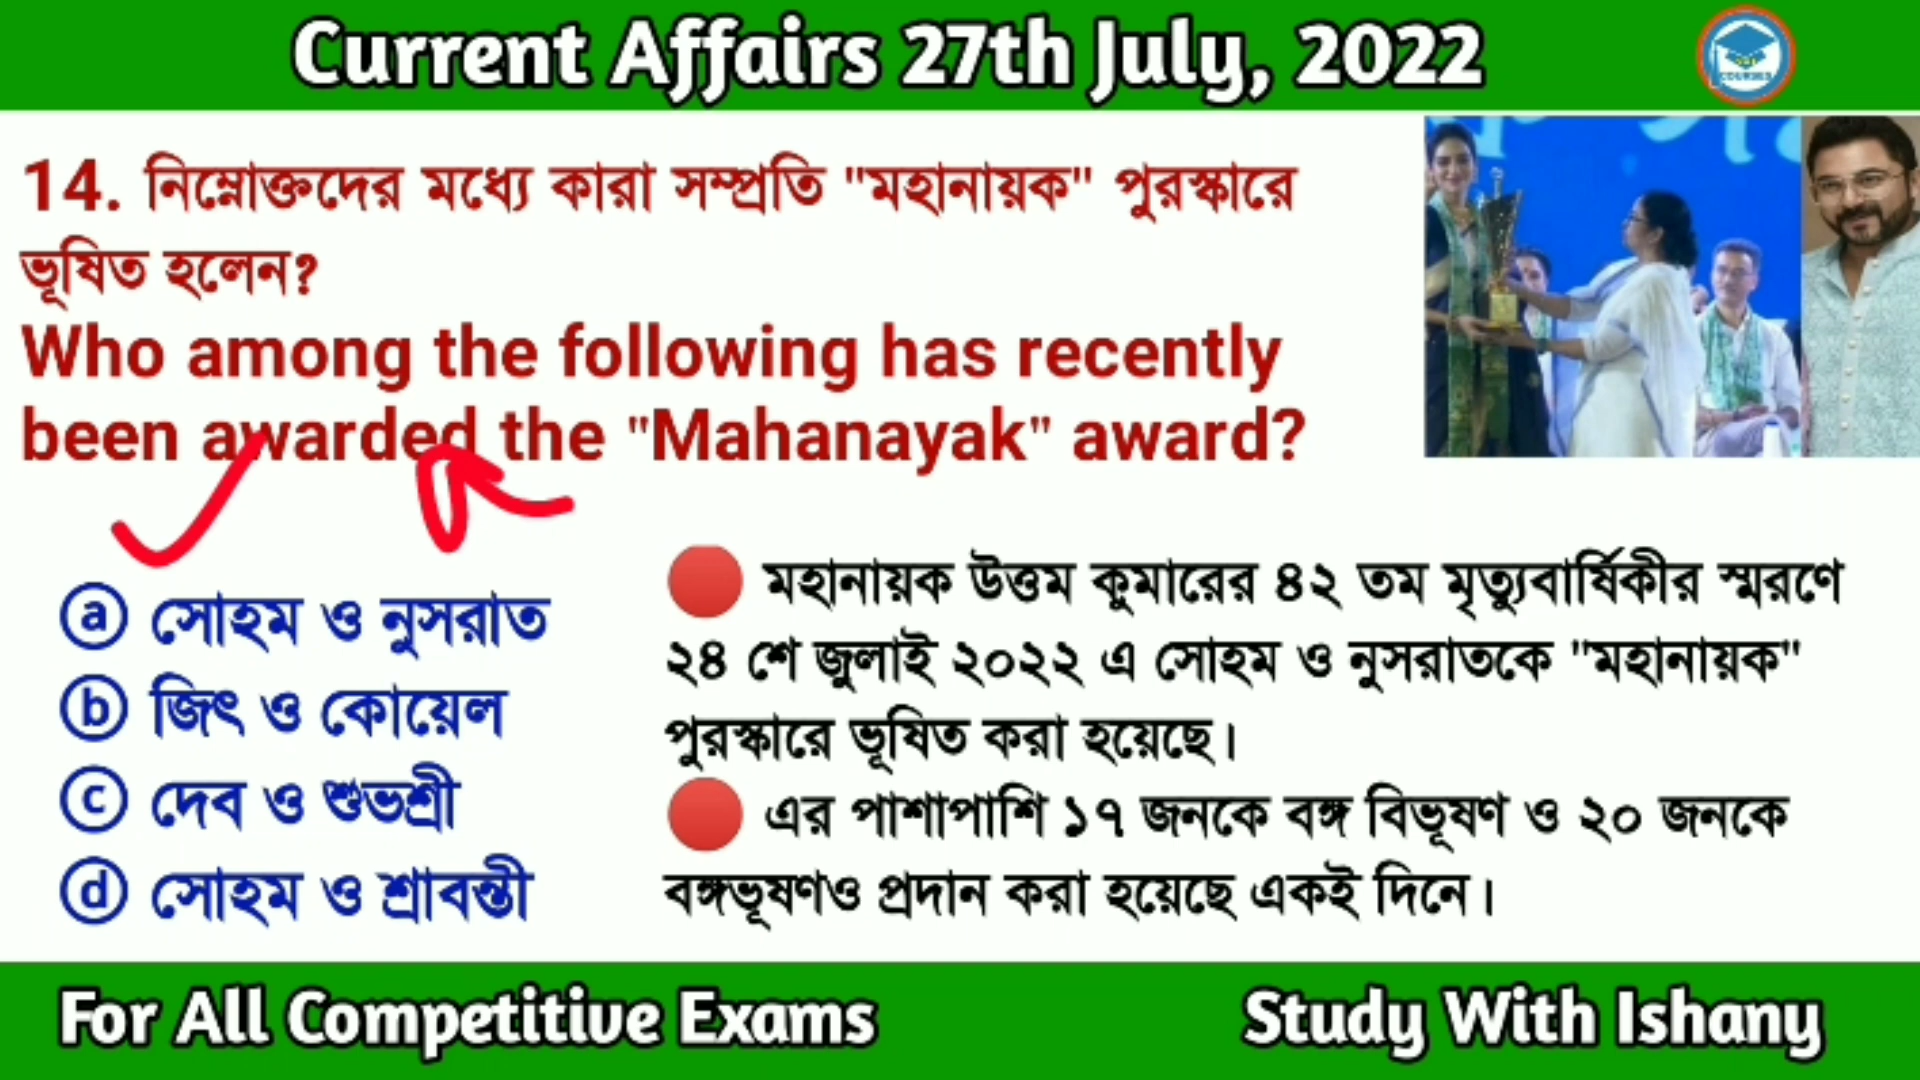 Current Affairs 27th July, 2022
COURSES
14. নিম্নোক্তদের মধ্যে কারা সম্প্রতি "মহানায়ক" পুরস্কারে
ভূষিত হলেন?
Who among the following has recently
been awarded the "Mahanayak" award?
ⓐ সোহম ও নুসরাত
ⓑ জিৎ ও কোয়েল
ⓒ দেব ও শুভশ্রী
ⓓ সোহম ও শ্রাবন্তী
🔴 মহানায়ক উত্তম কুমারের ৪২ তম মৃত্যুবার্ষিকীর স্মরণে
২৪ শে জুলাই ২০২২ এ সোহম ও নুসরাতকে "মহানায়ক"
পুরস্কারে ভূষিত করা হয়েছে।
🔴 এর পাশাপাশি ১৭ জনকে বঙ্গ বিভূষণ ও ২০ জনকে
বঙ্গভূষণও প্রদান করা হয়েছে একই দিনে।
For All Competitive Exams
Study With Ishany